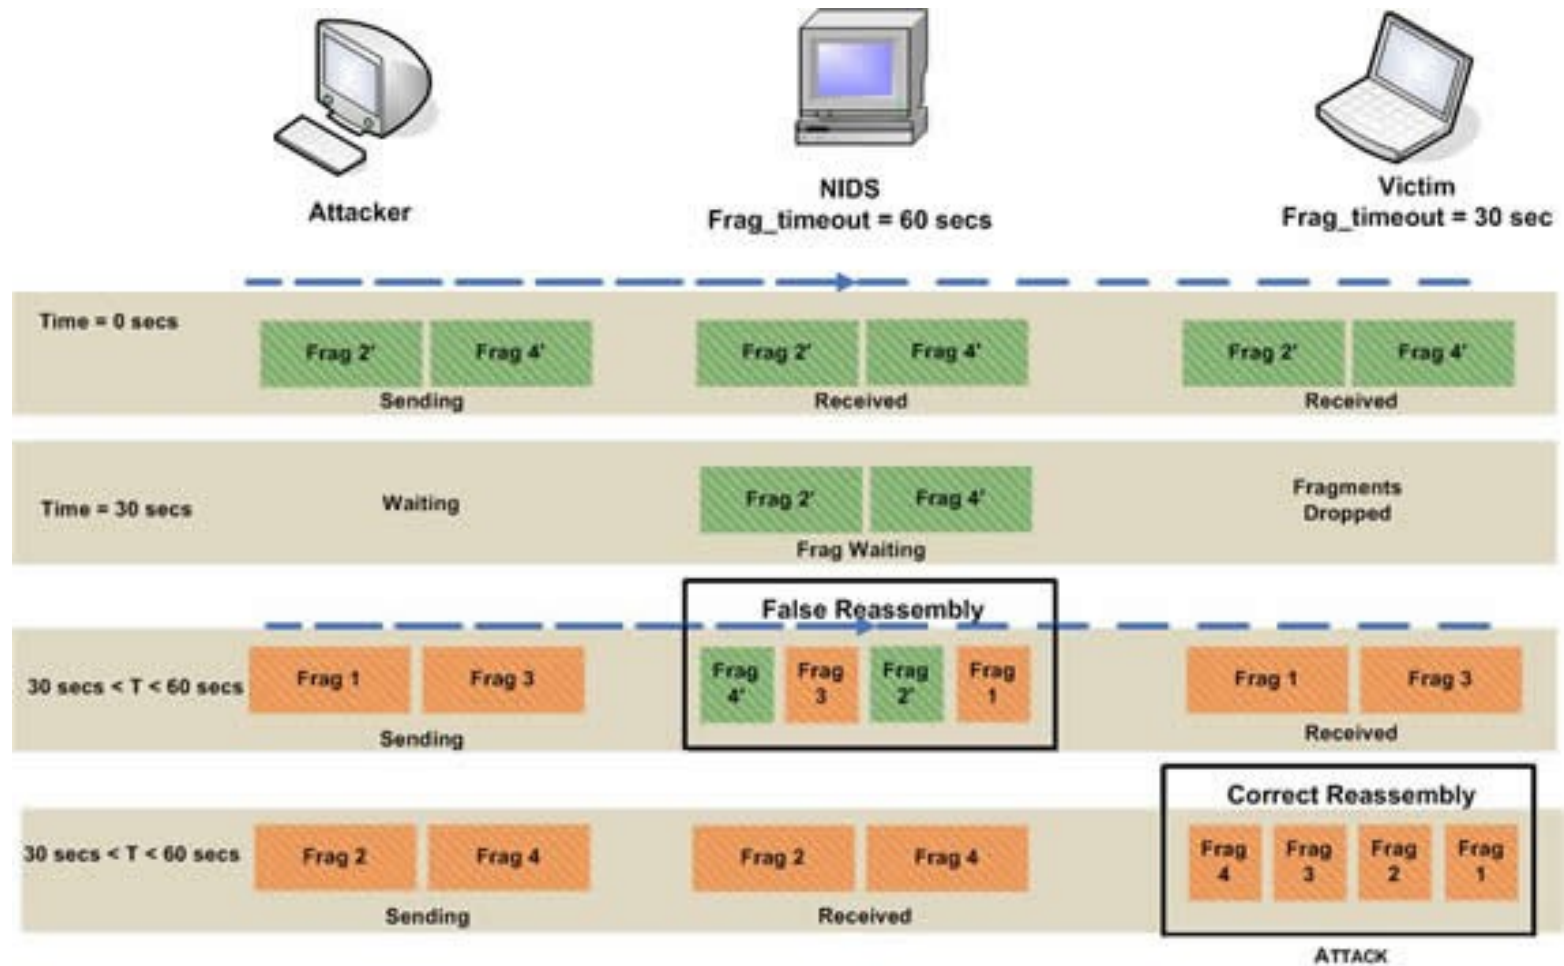 Attacker
NIDS
Frag_timeout = 60 secs
Victim
Frag_timeout = 30 sec
Time = 0 secs
Frag 2'
Frag 4'
Sending
Frag 2'
Frag 4'
Received
Frag 2'
Frag 4'
Received
Time = 30 secs
Waiting
Frag 2'
Frag 4'
Frag Waiting
Fragments
Dropped
30 secs < T < 60 secs
Frag 1
Frag 3
Sending
False Reassembly
Frag
4'
Frag
3
Frag
2'
Frag
1
Frag 1
Frag 3
Received
30 secs < T < 60 secs
Frag 2
Frag 4
Sending
Frag 2
Frag 4
Received
Correct Reassembly
Frag
4
Frag
3
Frag
2
Frag
1
ATTACK